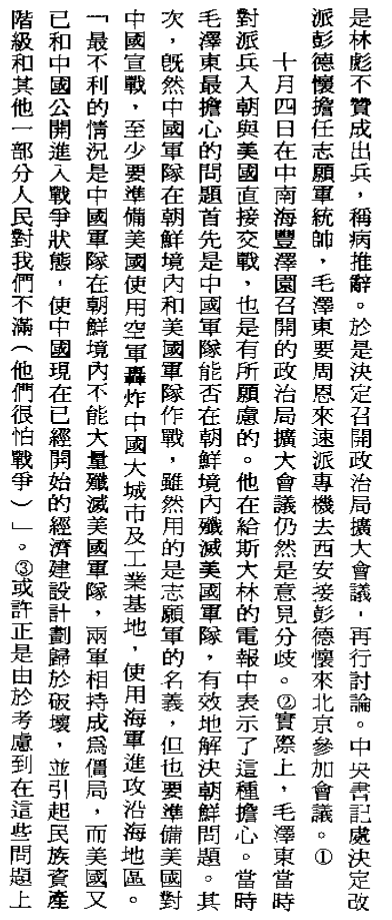 是林彪不贊成出兵，稱病推辭。於是決定召開政治局擴大會議，再行討論。中央書記處決定改
派彭德懷擔任志願軍統帥，毛澤東要周恩來速派專機去西安接彭德懷來北京參加會議。①
十月四日在中南海豐澤園召開的政治局擴大會議仍然是意見分歧。②實際上，毛澤東當時
對派兵入朝與美國直接交戰，也是有所顧慮的。他在給斯大林的電報中表示了這種擔心。當時
毛澤東最擔心的問題首先是中國軍隊能否在朝鮮境內殲滅美國軍隊，有效地解決朝鮮問題。其
次，既然中國軍隊在朝鮮境內和美國軍隊作戰，雖然用的是志願軍的名義，但也要準備美國對
中國宣戰，至少要準備美國使用空軍轟炸中國大城市及工業基地，使用海軍進攻沿海地區。
「最不利的情況是中國軍隊在朝鮮境內不能大量殲滅美國軍隊，兩軍相持成為僵局，而美國又
已和中國公開進入戰爭狀態，使中國現在已經開始的經濟建設計劃歸於破壞，並引起民族資產
階級和其他一部分人民對我們不滿（他們很怕戰爭）」。③或許正是由於考慮到在這些問題上